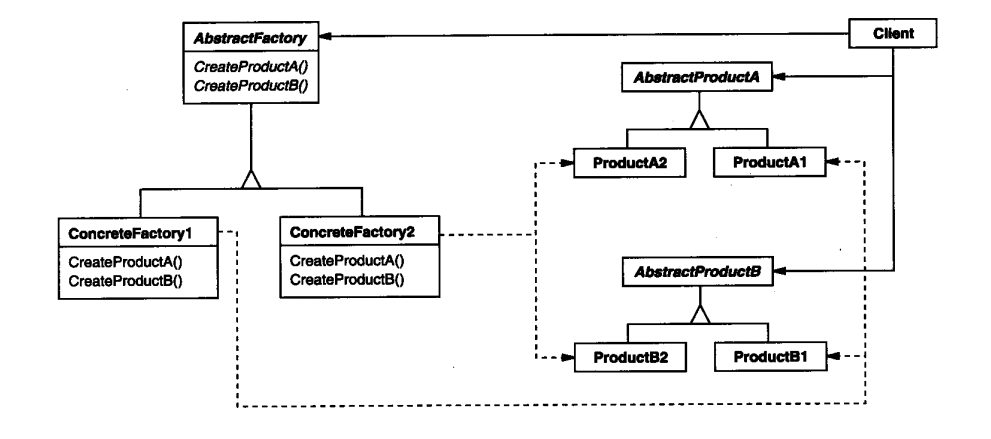 AbstractFactory
CreateProductA()
CreateProductB()
Client
AbstractProductA
ProductA2
ProductA1
ConcreteFactory1
CreateProductA()
CreateProductB()
ConcreteFactory2
CreateProductA()
CreateProductB()
AbstractProductB
ProductB2
ProductB1